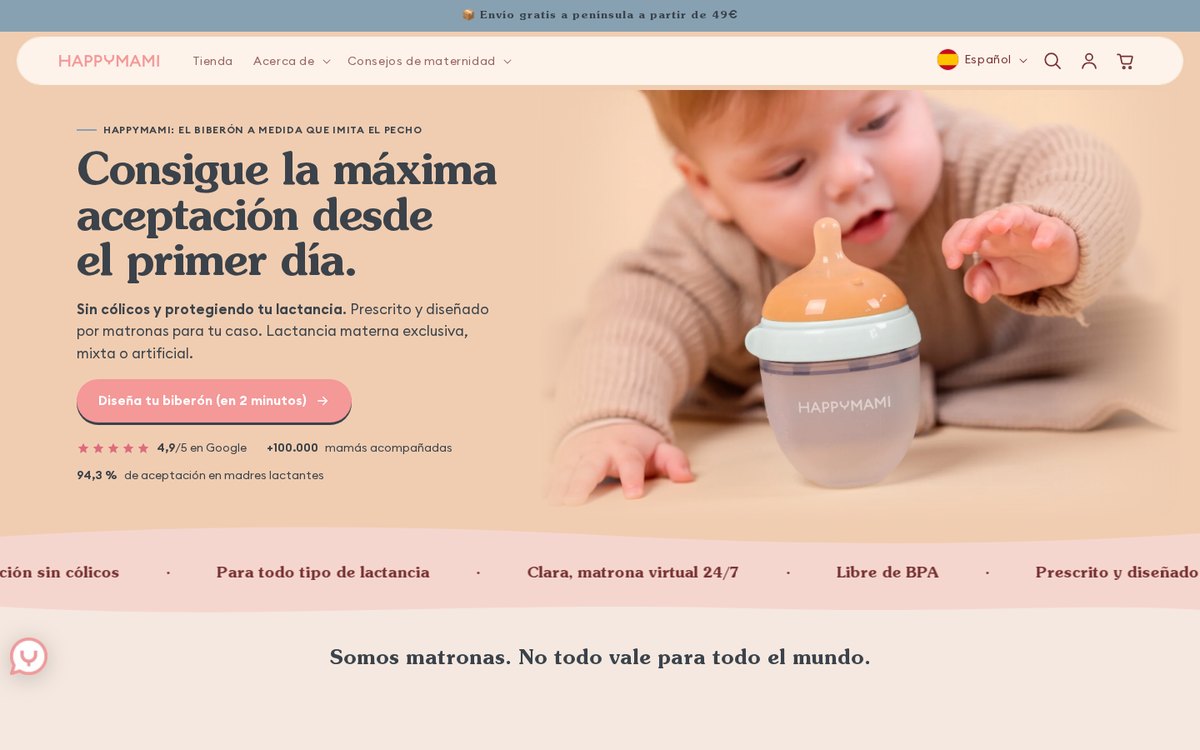 📦 Envío gratis a península a partir de 49€
HAPPYMAMI
Tienda
Acerca de
Consejos de maternidad
Español
HAPPYMAMI: EL BIBERÓN A MEDIDA QUE IMITA EL PECHO
Consigue la máxima
aceptación desde
el primer día.
Sin cólicos y protegiendo tu lactancia. Prescrito y diseñado
por matronas para tu caso. Lactancia materna exclusiva,
mixta o artificial.
Diseña tu biberón (en 2 minutos) →
4,9/5 en Google
+100.000 mamás acompañadas
94,3 % de aceptación en madres lactantes
HAPPYMAMI
ción sin cólicos · Para todo tipo de lactancia · Clara, matrona virtual 24/7 · Libre de BPA · Prescrito y diseñado
Somos matronas. No todo vale para todo el mundo.